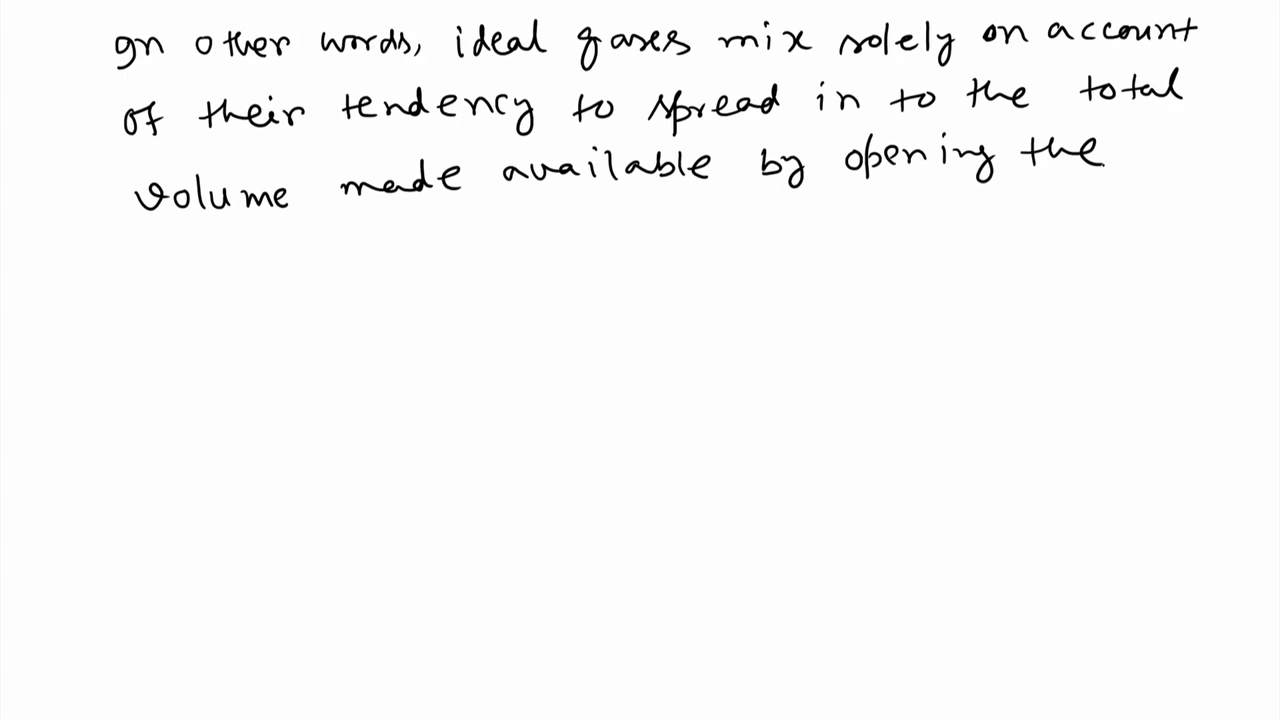 In other words, ideal gases mix solely on account
of their tendency to spread in to the total
volume made available by opening the